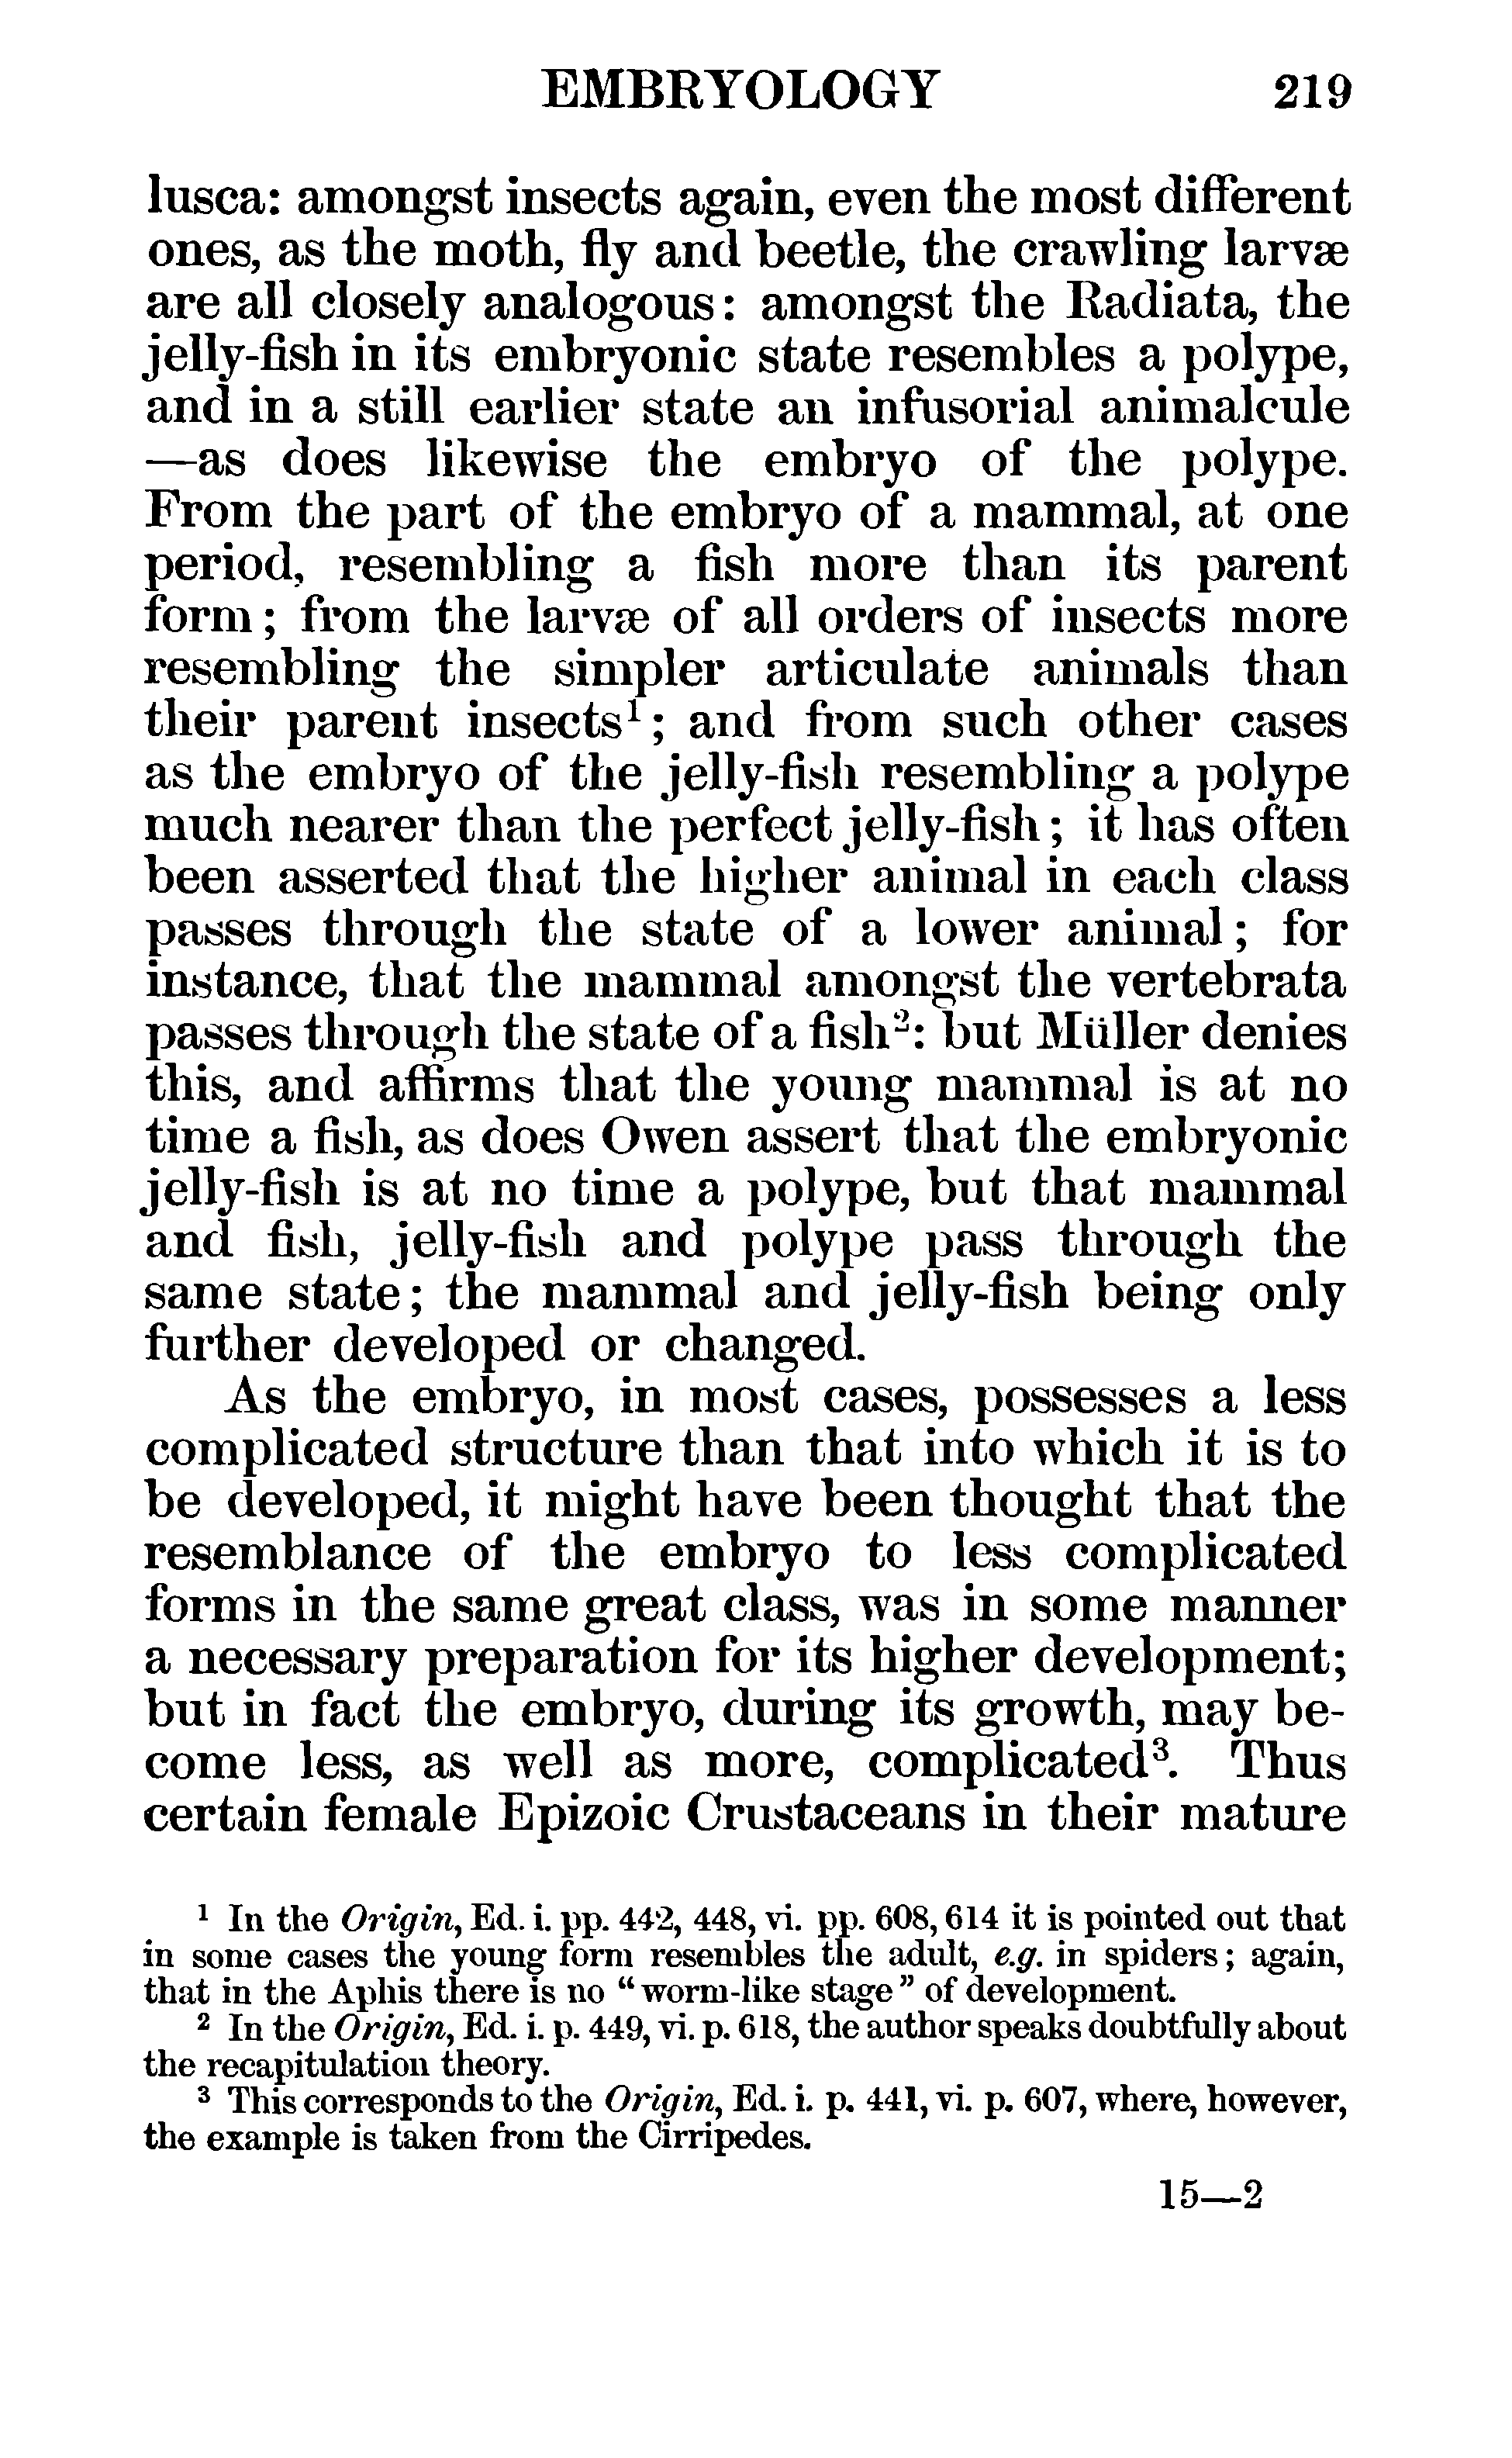 EMBRYOLOGY 219
lusca: amongst insects again, even the most different
ones, as the moth, fly and beetle, the crawling larvæ
are all closely analogous: amongst the Radiata, the
jelly-fish in its embryonic state resembles a polype,
and in a still earlier state an infusorial animalcule
—as does likewise the embryo of the polype.
From the part of the embryo of a mammal, at one
period, resembling a fish more than its parent
form; from the larvæ of all orders of insects more
resembling the simpler articulate animals than
their parent insects¹; and from such other cases
as the embryo of the jelly-fish resembling a polype
much nearer than the perfect jelly-fish; it has often
been asserted that the higher animal in each class
passes through the state of a lower animal; for
instance, that the mammal amongst the vertebrata
passes through the state of a fish²: but Müller denies
this, and affirms that the young mammal is at no
time a fish, as does Owen assert that the embryonic
jelly-fish is at no time a polype, but that mammal
and fish, jelly-fish and polype pass through the
same state; the mammal and jelly-fish being only
further developed or changed.
As the embryo, in most cases, possesses a less
complicated structure than that into which it is to
be developed, it might have been thought that the
resemblance of the embryo to less complicated
forms in the same great class, was in some manner
a necessary preparation for its higher development;
but in fact the embryo, during its growth, may be-
come less, as well as more, complicated³. Thus
certain female Epizoic Crustaceans in their mature
¹ In the Origin, Ed. i. pp. 442, 448, vi. pp. 608, 614 it is pointed out that
in some cases the young form resembles the adult, e.g. in spiders; again,
that in the Aphis there is no "worm-like stage" of development.
² In the Origin, Ed. i. p. 449, vi. p. 618, the author speaks doubtfully about
the recapitulation theory.
³ This corresponds to the Origin, Ed. i. p. 441, vi. p. 607, where, however,
the example is taken from the Cirripedes.
15—2